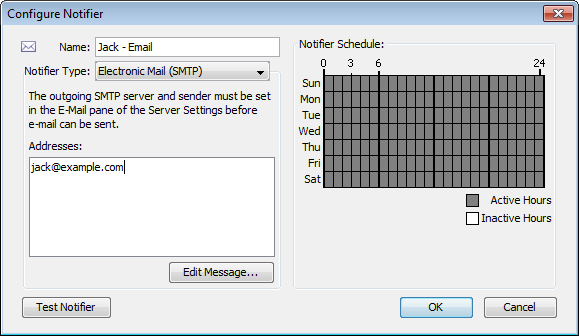 Configure Notifier
Name: Jack - Email
Notifier Type: Electronic Mail (SMTP)
The outgoing SMTP server and sender must be set
in the E-Mail pane of the Server Settings before
e-mail can be sent.
Addresses:
jack@example.com
Edit Message...
Notifier Schedule:
0 3 6 24
Sun
Mon
Tue
Wed
Thu
Fri
Sat
Active Hours
Inactive Hours
Test Notifier
OK
Cancel